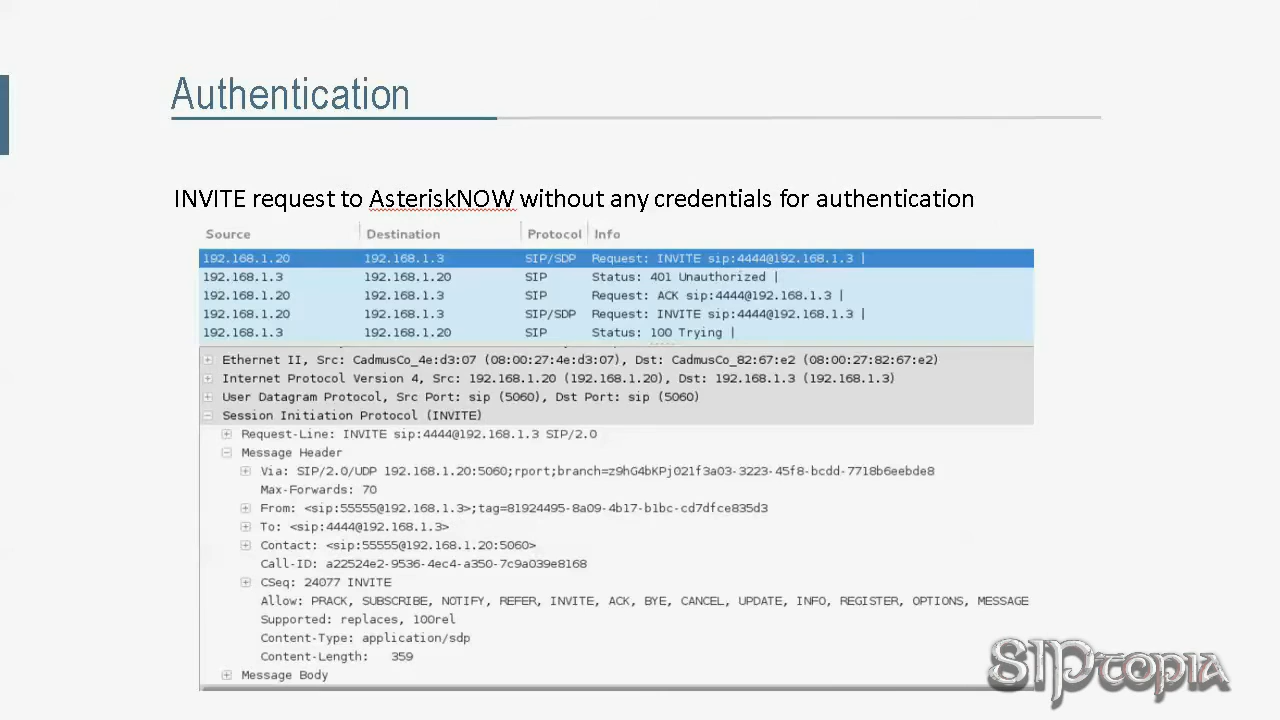 Authentication
INVITE request to AsteriskNOW without any credentials for authentication
Source Destination Protocol Info
192.168.1.20 192.168.1.3 SIP/SDP Request: INVITE sip:4444@192.168.1.3 |
192.168.1.3 192.168.1.20 SIP Status: 401 Unauthorized |
192.168.1.20 192.168.1.3 SIP Request: ACK sip:4444@192.168.1.3 |
192.168.1.20 192.168.1.3 SIP/SDP Request: INVITE sip:4444@192.168.1.3 |
192.168.1.3 192.168.1.20 SIP Status: 100 Trying |
Ethernet II, Src: CadmusCo_4e:d3:07 (08:00:27:4e:d3:07), Dst: CadmusCo_82:67:e2 (08:00:27:82:67:e2)
Internet Protocol Version 4, Src: 192.168.1.20 (192.168.1.20), Dst: 192.168.1.3 (192.168.1.3)
User Datagram Protocol, Src Port: sip (5060), Dst Port: sip (5060)
Session Initiation Protocol (INVITE)
Request-Line: INVITE sip:4444@192.168.1.3 SIP/2.0
Message Header
Via: SIP/2.0/UDP 192.168.1.20:5060;rport;branch=z9hG4bKPj021f3a03-3223-45f8-bcdd-7718b6eebde8
Max-Forwards: 70
From: <sip:55555@192.168.1.3>;tag=81924495-8a09-4b17-b1bc-cd7dfce835d3
To: <sip:4444@192.168.1.3>
Contact: <sip:55555@192.168.1.20:5060>
Call-ID: a22524e2-9536-4ec4-a350-7c9a039e8168
CSeq: 24077 INVITE
Allow: PRACK, SUBSCRIBE, NOTIFY, REFER, INVITE, ACK, BYE, CANCEL, UPDATE, INFO, REGISTER, OPTIONS, MESSAGE
Supported: replaces, 100rel
Content-Type: application/sdp
Content-Length: 359
Message Body
SIPtopia